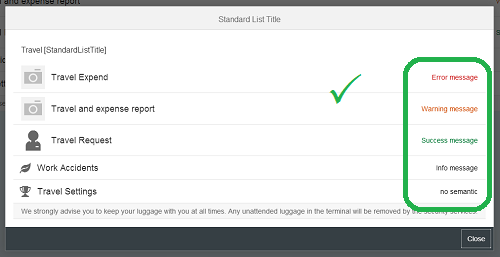 and expense report
Standard List Title
Travel [StandardListTitle]
Travel Expend Error message
Travel and expense report Warning message
Travel Request Success message
Work Accidents Info message
Travel Settings no semantic
We strongly advise you to keep your luggage with you at all times. Any unattended luggage in the terminal will be removed by the security services.
Close